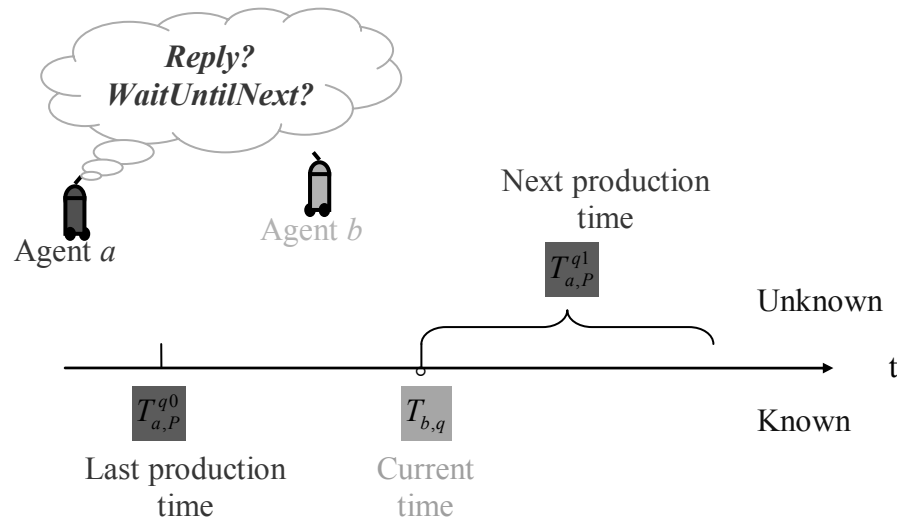 Reply?
WaitUntilNext?
Agent a
Agent b
Next production
time
T_{a,P}^{q1}
Unknown
t
T_{a,P}^{q0}
T_{b,q}
Known
Last production
time
Current
time